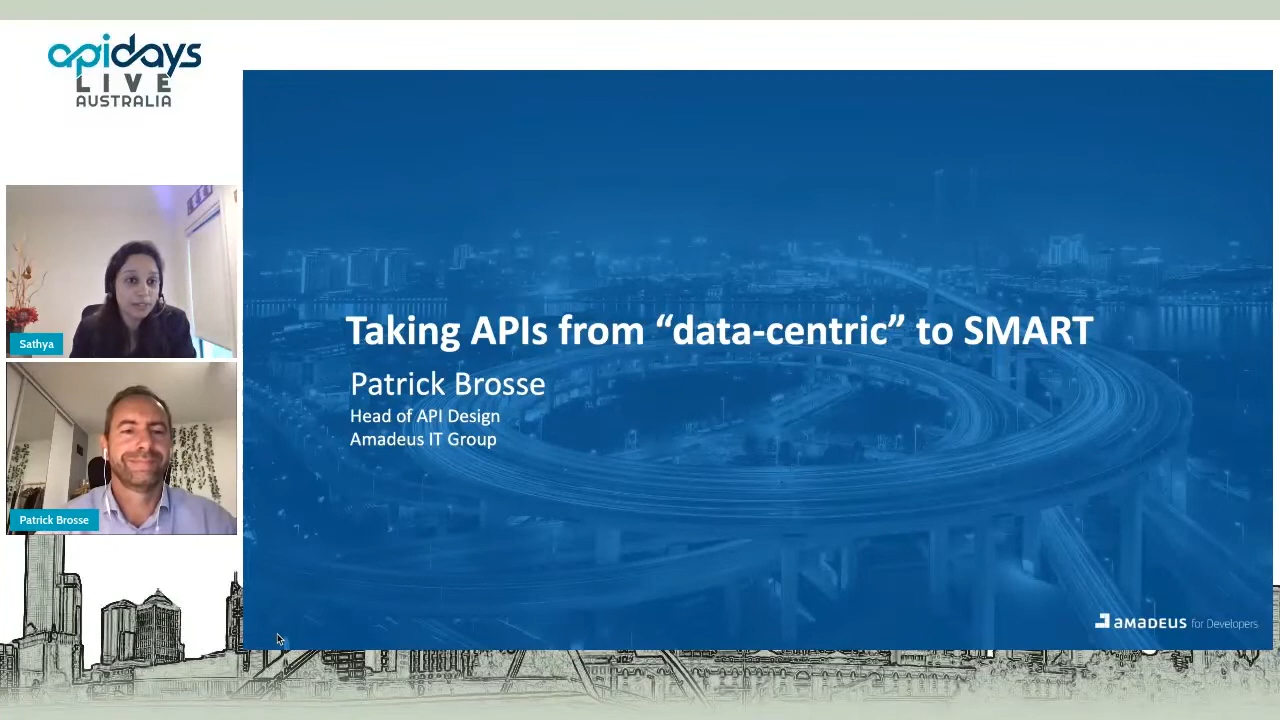 apidays
LIVE
AUSTRALIA
Sathya
Patrick Brosse
Taking APIs from “data-centric” to SMART
Patrick Brosse
Head of API Design
Amadeus IT Group
aMaDEUS for Developers